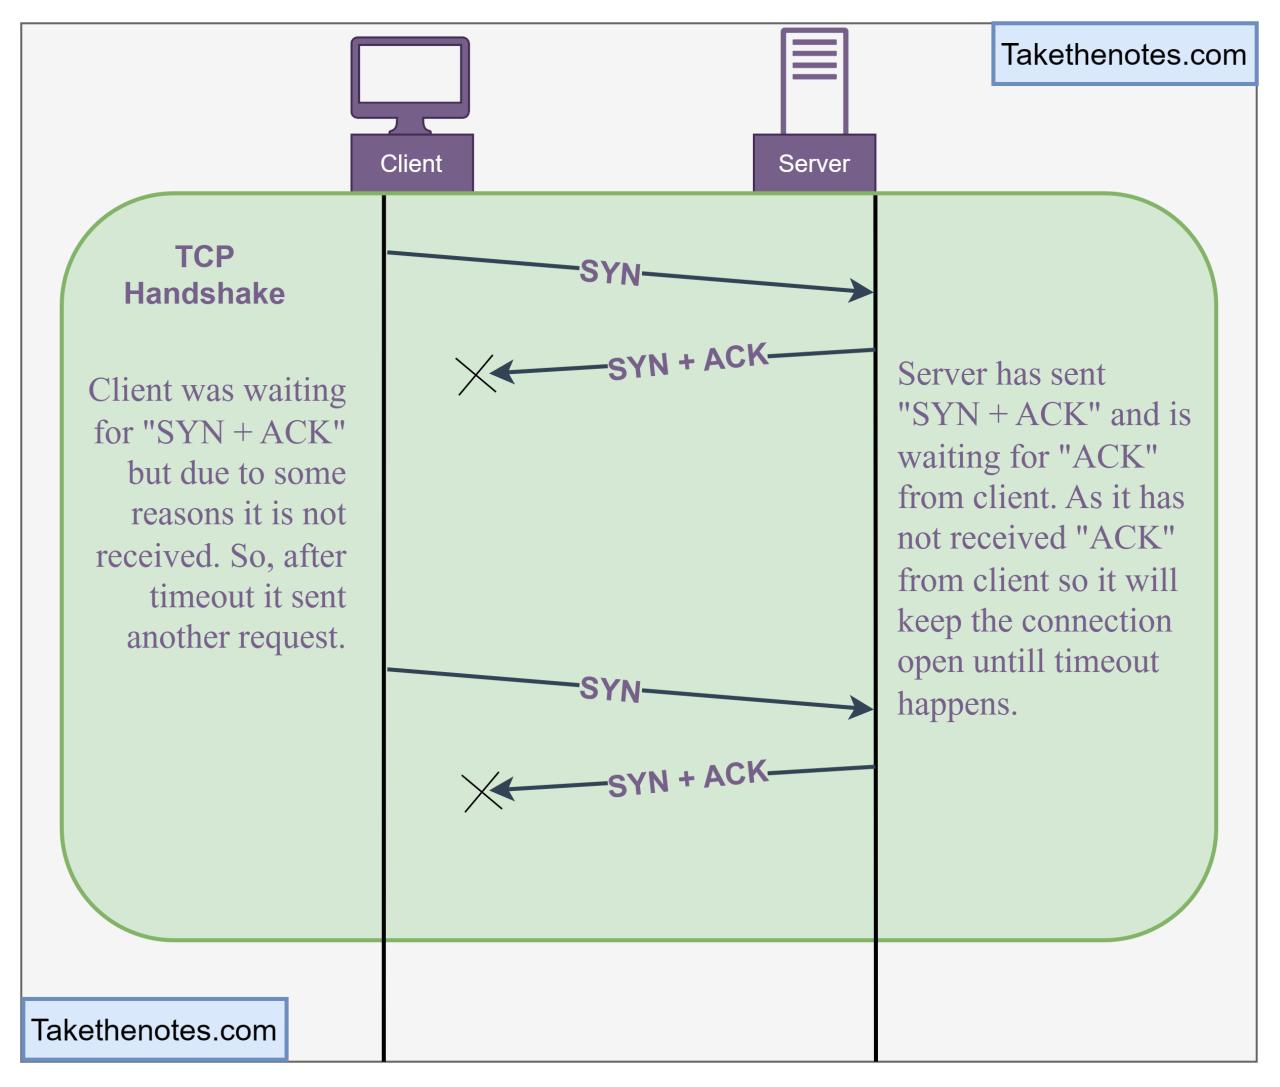 Takethenotes.com
Client
Server
TCP
Handshake
SYN
SYN + ACK
Client was waiting
for "SYN + ACK"
but due to some
reasons it is not
received. So, after
timeout it sent
another request.
Server has sent
"SYN + ACK" and is
waiting for "ACK"
from client. As it has
not received "ACK"
from client so it will
keep the connection
open untill timeout
happens.
SYN
SYN + ACK
Takethenotes.com